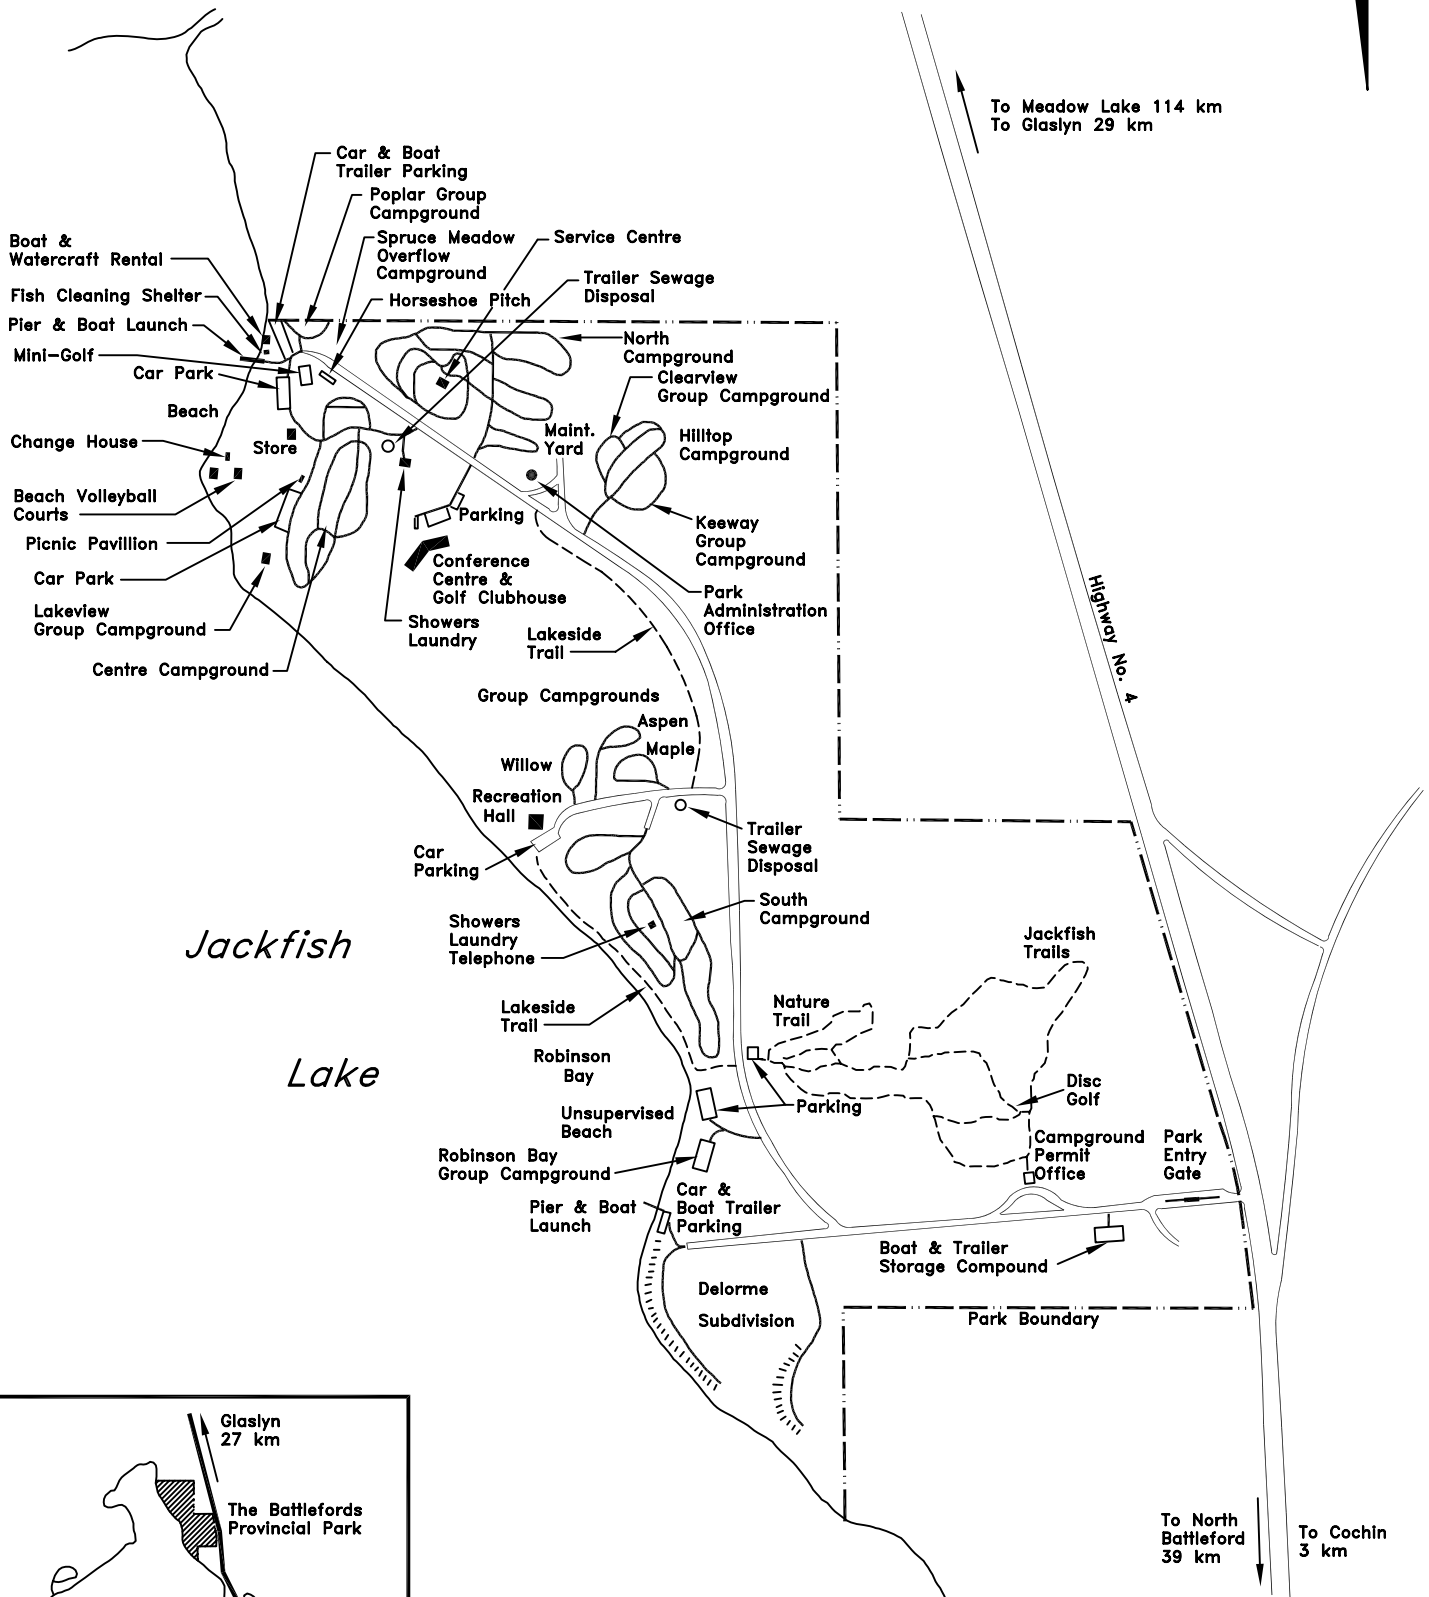 To Meadow Lake 114 km
To Glaslyn 29 km
Car & Boat
Trailer Parking
Poplar Group
Campground
Spruce Meadow
Overflow
Campground
Horseshoe Pitch
Service Centre
Trailer Sewage
Disposal
Boat &
Watercraft Rental
Fish Cleaning Shelter
Pier & Boat Launch
Mini-Golf
Car Park
Beach
Change House
Store
Beach Volleyball
Courts
Picnic Pavillion
Car Park
Lakeview
Group Campground
Centre Campground
North
Campground
Clearview
Group Campground
Maint.
Yard
Hilltop
Campground
Parking
Keeway
Group
Campground
Conference
Centre &
Golf Clubhouse
Park
Administration
Office
Showers
Laundry
Lakeside
Trail
Highway No. 4
Group Campgrounds
Aspen
Maple
Willow
Recreation
Hall
Car
Parking
Trailer
Sewage
Disposal
South
Campground
Showers
Laundry
Telephone
Jackfish
Lake
Lakeside
Trail
Jackfish
Trails
Nature
Trail
Robinson
Bay
Disc
Golf
Parking
Unsupervised
Beach
Robinson Bay
Group Campground
Campground
Permit
Office
Park
Entry
Gate
Pier & Boat
Launch
Car &
Boat Trailer
Parking
Boat & Trailer
Storage Compound
Delorme
Subdivision
Park Boundary
Glaslyn
27 km
The Battlefords
Provincial Park
To North
Battleford
39 km
To Cochin
3 km